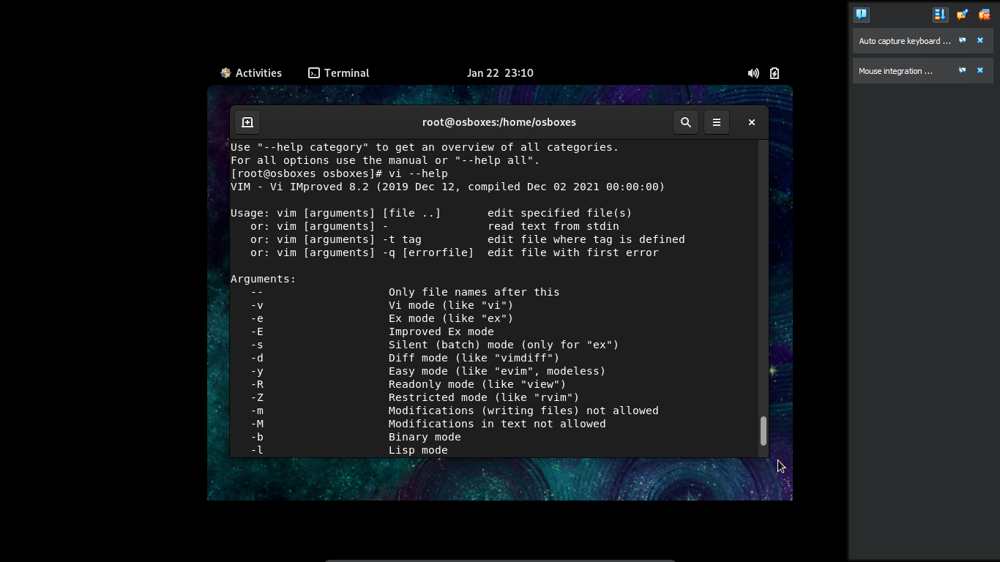 Activities
Terminal
Jan 22 23:10
Auto capture keyboard ...
Mouse integration ...
root@osboxes:/home/osboxes
Use "--help category" to get an overview of all categories.
For all options use the manual or "--help all".
[root@osboxes osboxes]# vi --help
VIM - Vi IMproved 8.2 (2019 Dec 12, compiled Dec 02 2021 00:00:00)
Usage: vim [arguments] [file ..]       edit specified file(s)
   or: vim [arguments] -               read text from stdin
   or: vim [arguments] -t tag          edit file where tag is defined
   or: vim [arguments] -q [errorfile]  edit file with first error
Arguments:
   --                   Only file names after this
   -v                   Vi mode (like "vi")
   -e                   Ex mode (like "ex")
   -E                   Improved Ex mode
   -s                   Silent (batch) mode (only for "ex")
   -d                   Diff mode (like "vimdiff")
   -y                   Easy mode (like "evim", modeless)
   -R                   Readonly mode (like "view")
   -Z                   Restricted mode (like "rvim")
   -m                   Modifications (writing files) not allowed
   -M                   Modifications in text not allowed
   -b                   Binary mode
   -l                   Lisp mode